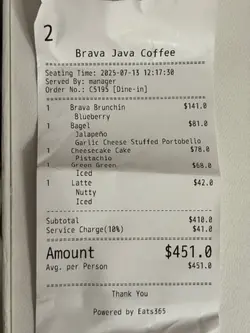 2
Brava Java Coffee
Seating Time: 2025-07-13 12:17:30
Served By: manager
Order No.: C5195 [Dine-in]
1 Brava Brunchin $141.0
Blueberry
1 Bagel $81.0
Jalapeño
Garlic Cheese Stuffed Portobello
1 Cheesecake Cake $78.0
Pistachio
1 Green Green $68.0
Iced
1 Latte $42.0
Nutty
Iced
Subtotal $410.0
Service Charge(10%) $41.0
Amount $451.0
Avg. per Person $451.0
Thank You
Powered by Eats365